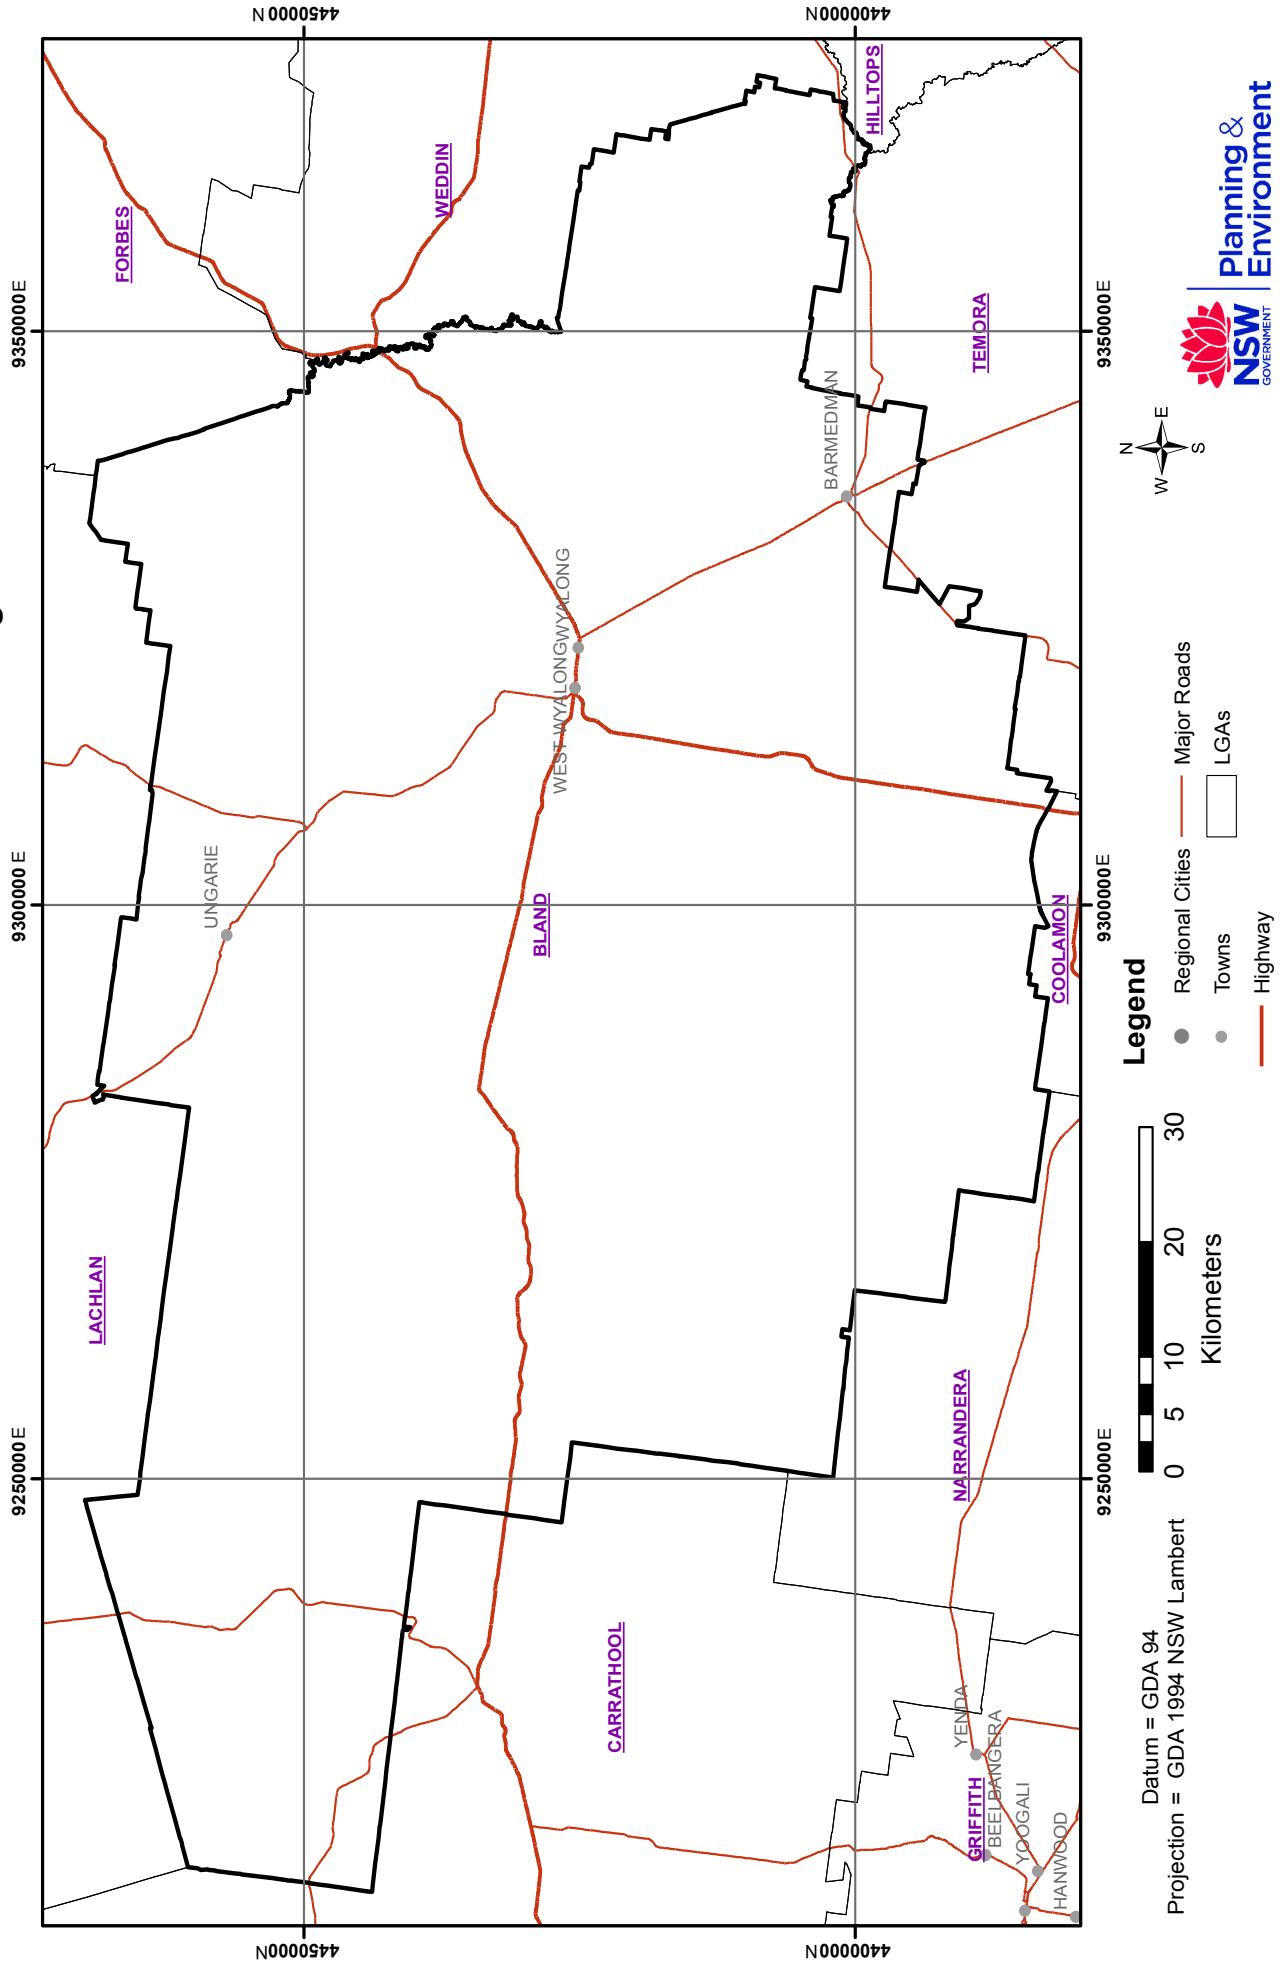 9250000 E
9300000 E
9350000 E
4450000 N
4450000 N
4400000 N
4400000 N
9250000 E
9300000 E
9350000 E
LACHLAN
FORBES
WEDDIN
UNGARIE
WEST WYALONG
WYALONG
BLAND
CARRATHOOL
BARMEDMAN
HILLTOPS
TEMORA
NARRANDERA
COOLAMON
YENDA
GRIFFITH
BEELBANGERA
YOOGALI
HANWOOD
Datum = GDA 94
Projection = GDA 1994 NSW Lambert
0 5 10 20 30
Kilometers
Legend
Regional Cities
Towns
Highway
Major Roads
LGAs
N
W E
S
NSW
GOVERNMENT
Planning &
Environment